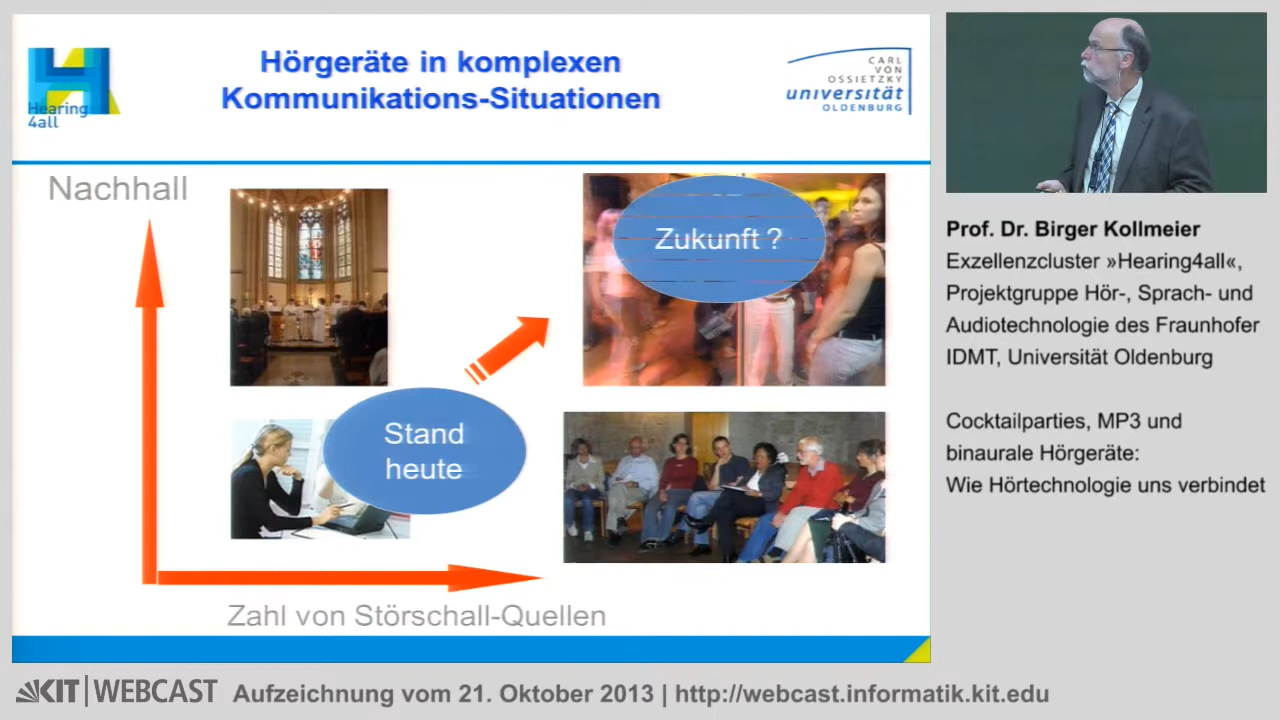 Hearing
4all
Hörgeräte in komplexen
Kommunikations-Situationen
CARL
VON
OSSIETZKY
universität
OLDENBURG
Nachhall
Zukunft ?
Stand
heute
Zahl von Störschall-Quellen
Prof. Dr. Birger Kollmeier
Exzellenzcluster »Hearing4all«,
Projektgruppe Hör-, Sprach- und
Audiotechnologie des Fraunhofer
IDMT, Universität Oldenburg
Cocktailparties, MP3 und
binaurale Hörgeräte:
Wie Hörtechnologie uns verbindet
KIT | WEBCAST Aufzeichnung vom 21. Oktober 2013 | http://webcast.informatik.kit.edu